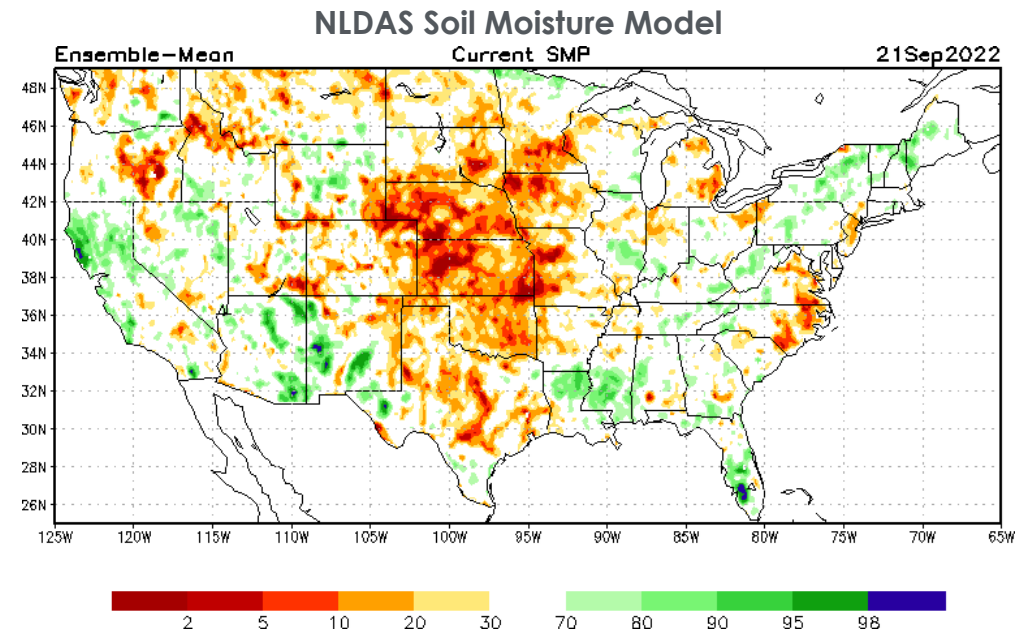 NLDAS Soil Moisture Model
Ensemble-Mean Current SMP 21Sep2022
48N
46N
44N
42N
40N
38N
36N
34N
32N
30N
28N
26N
125W 120W 115W 110W 105W 100W 95W 90W 85W 80W 75W 70W 65W
2 5 10 20 30 70 80 90 95 98